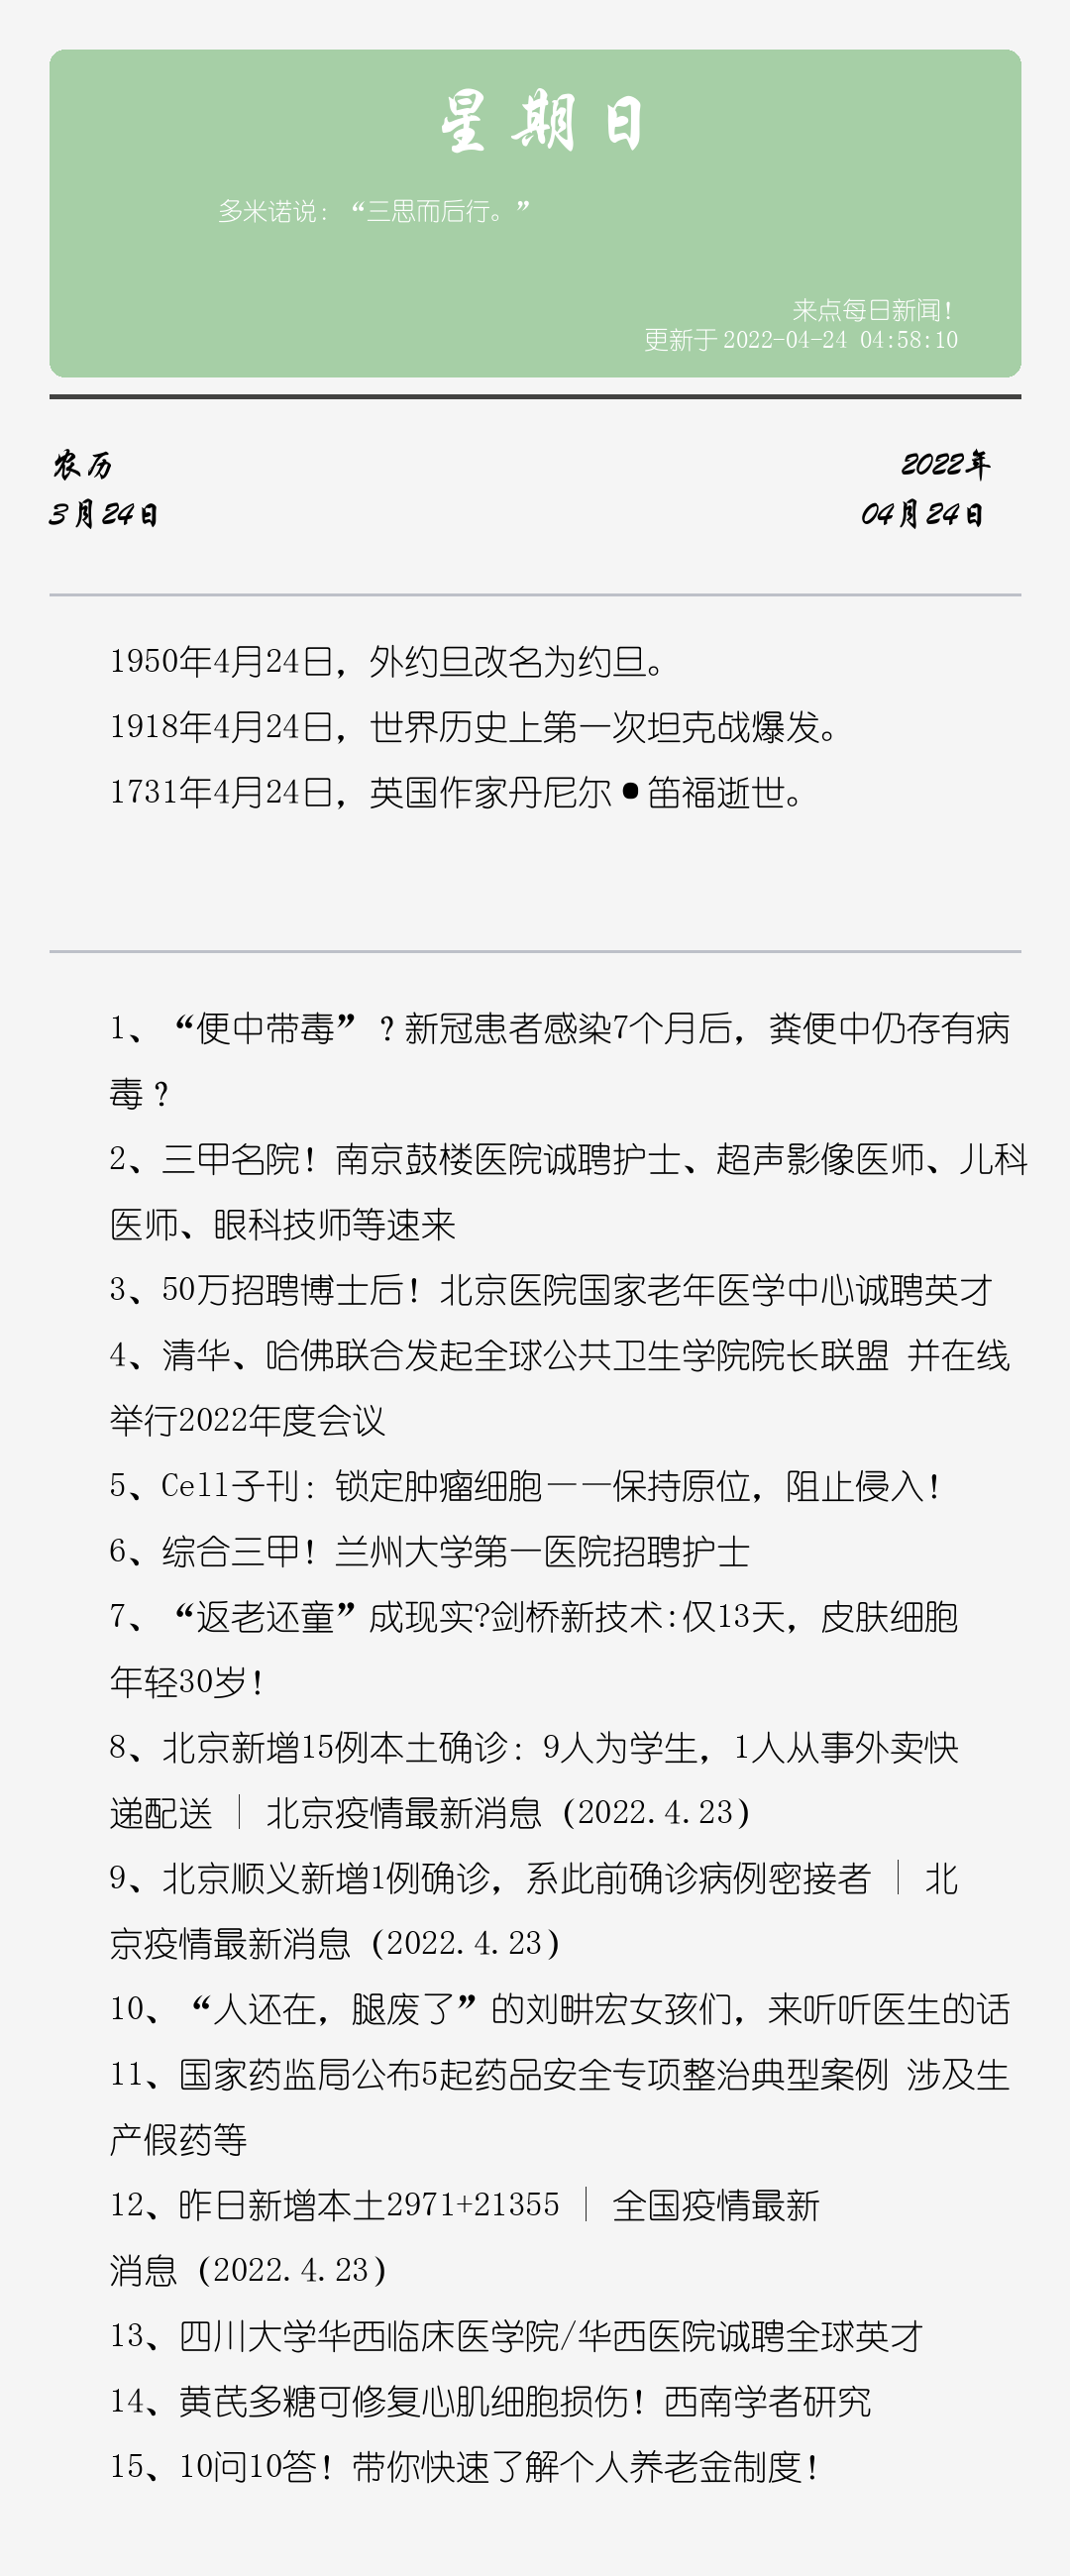 星期日
多米诺说：“三思而后行。”
来点每日新闻！
更新于 2022-04-24 04:58:10
农历
2022年
3月24日
04月24日
1950年4月24日，外约旦改名为约旦。
1918年4月24日，世界历史上第一次坦克战爆发。
1731年4月24日，英国作家丹尼尔•笛福逝世。
1、“便中带毒”？新冠患者感染7个月后，粪便中仍存有病
毒？
2、三甲名院！南京鼓楼医院诚聘护士、超声影像医师、儿科
医师、眼科技师等速来
3、50万招聘博士后！北京医院国家老年医学中心诚聘英才
4、清华、哈佛联合发起全球公共卫生学院院长联盟 并在线
举行2022年度会议
5、Cell子刊：锁定肿瘤细胞——保持原位，阻止侵入！
6、综合三甲！兰州大学第一医院招聘护士
7、“返老还童”成现实?剑桥新技术:仅13天，皮肤细胞
年轻30岁！
8、北京新增15例本土确诊：9人为学生，1人从事外卖快
递配送 | 北京疫情最新消息（2022.4.23）
9、北京顺义新增1例确诊，系此前确诊病例密接者 | 北
京疫情最新消息（2022.4.23）
10、“人还在，腿废了”的刘畊宏女孩们，来听听医生的话
11、国家药监局公布5起药品安全专项整治典型案例 涉及生
产假药等
12、昨日新增本土2971+21355 | 全国疫情最新
消息（2022.4.23）
13、四川大学华西临床医学院/华西医院诚聘全球英才
14、黄芪多糖可修复心肌细胞损伤！西南学者研究
15、10问10答！带你快速了解个人养老金制度！